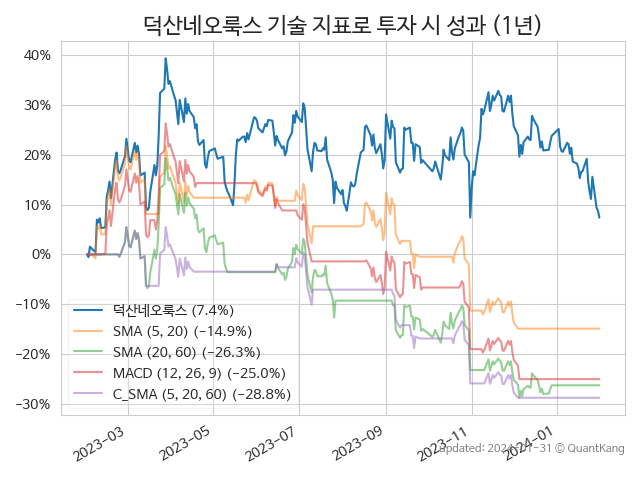 덕산네오룩스 기술 지표로 투자 시 성과 (1년)
40%
30%
20%
10%
0%
−10%
−20%
−30%
덕산네오룩스 (7.4%)
SMA (5, 20) (−14.9%)
SMA (20, 60) (−26.3%)
MACD (12, 26, 9) (−25.0%)
C_SMA (5, 20, 60) (−28.8%)
2023−03
2023−05
2023−07
2023−09
2023−11
2024−01
updated: 2024-01-31 © QuantKang